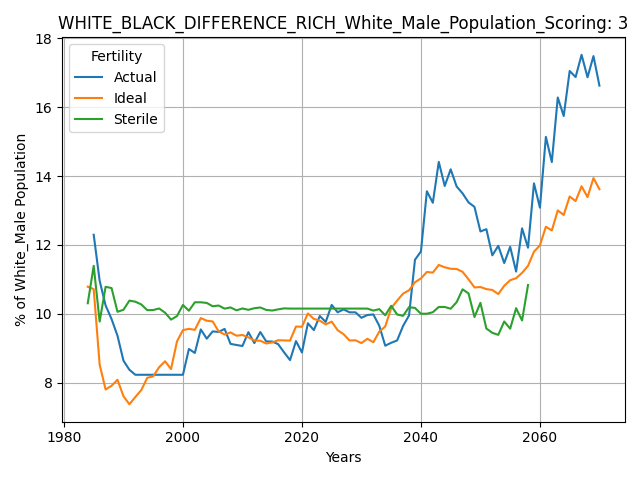 WHITE_BLACK_DIFFERENCE_RICH_White_Male_Population_Scoring: 3
Fertility
Actual
Ideal
Sterile
% of White_Male Population
18
16
14
12
10
8
1980 2000 2020 2040 2060
Years